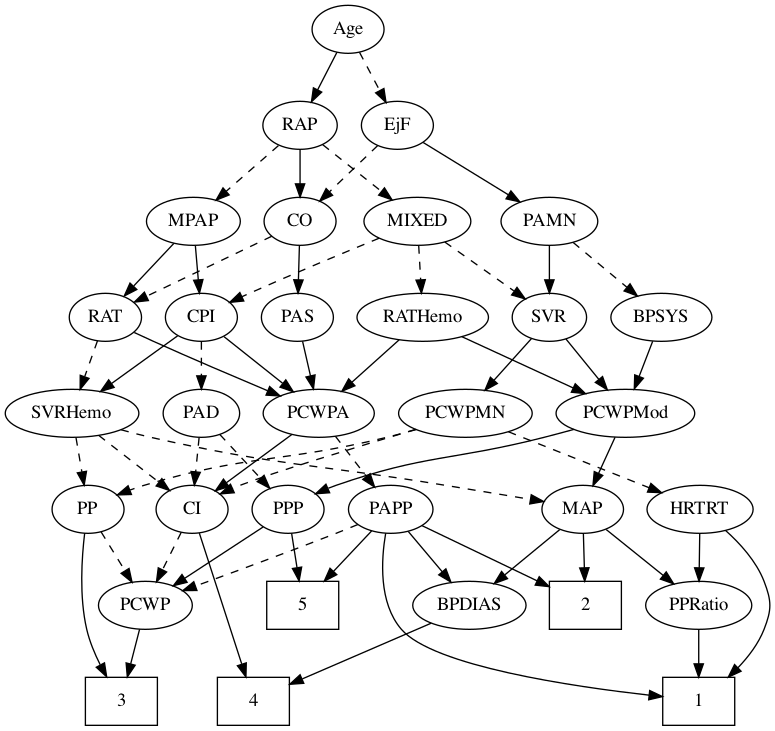 Age
RAP
EjF
MPAP
CO
MIXED
PAMN
RAT
CPI
PAS
RATHemo
SVR
BPSYS
SVRHemo
PAD
PCWPA
PCWPMN
PCWPMod
PP
CI
PPP
PAPP
MAP
HRTRT
PCWP
5
BPDIAS
2
PPRatio
3
4
1